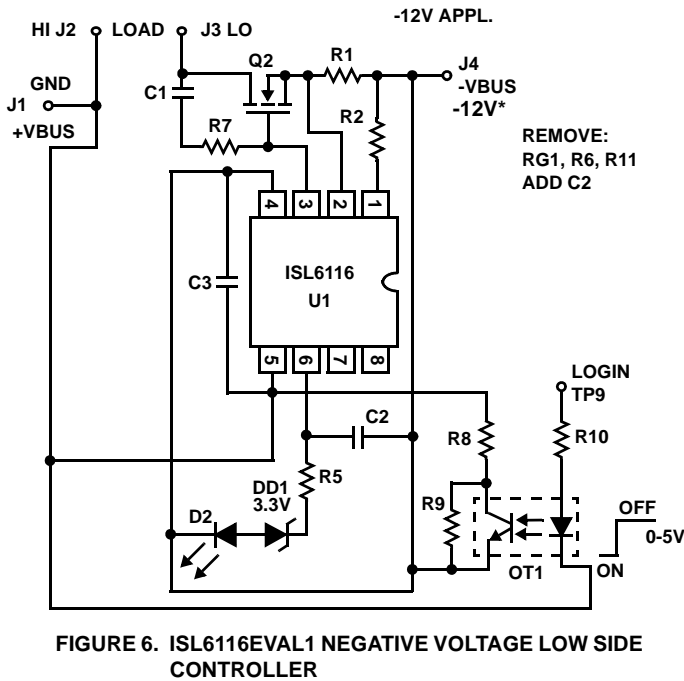 -12V APPL.
HI J2 LOAD J3 LO
Q2
R1
J4
-VBUS
-12V*
GND
J1
+VBUS
C1
R7
R2
REMOVE:
RG1, R6, R11
ADD C2
4 3 2 1
C3
ISL6116
U1
5 6 7 8
LOGIN
TP9
C2
R8
R10
R5
DD1
3.3V
D2
R9
OFF
0-5V
ON
OT1
FIGURE 6. ISL6116EVAL1 NEGATIVE VOLTAGE LOW SIDE
CONTROLLER